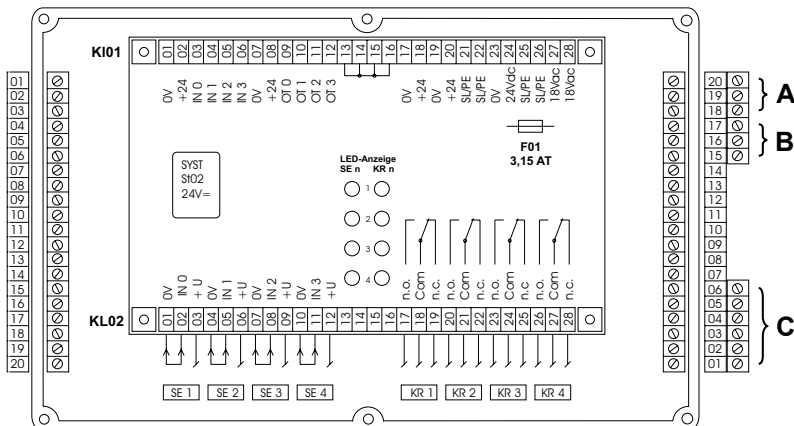 KI01
01 02 03 04 05 06 07 08 09 10 11 12 13 14 15 16 17 18 19 20 21 22 23 24 25 26 27 28
0V +24 IN 0 IN 1 IN 2 IN 3 0V +24 OT 0 OT 1 OT 2 OT 3
0V +24 0V +24 SL/PE SL/PE 0V 24Vdc SL/PE SL/PE 18Vac 18Vac
01
02
03
04
05
06
07
08
09
10
11
12
13
14
15
16
17
18
19
20
SYST
St02
24V=
LED-Anzeige
SE n KR n
1
2
3
4
F01
3,15 AT
n.o. Com n.c. n.o. Com n.c. n.o. Com n.c n.o. Com n.c.
0V IN 0 +U 0V IN 1 +U 0V IN 2 +U 0V IN 3 +U
KL02
01 02 03 04 05 06 07 08 09 10 11 12 13 14 15 16 17 18 19 20 21 22 23 24 25 26 27 28
SE 1 SE 2 SE 3 SE 4 KR 1 KR 2 KR 3 KR 4
20
19
18
17
16
15
14
13
12
11
10
09
08
07
06
05
04
03
02
01
A
B
C